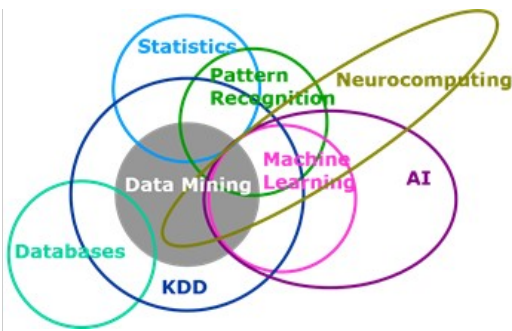 Statistics
Pattern
Recognition
Neurocomputing
Machine
Learning
Data Mining
AI
Databases
KDD